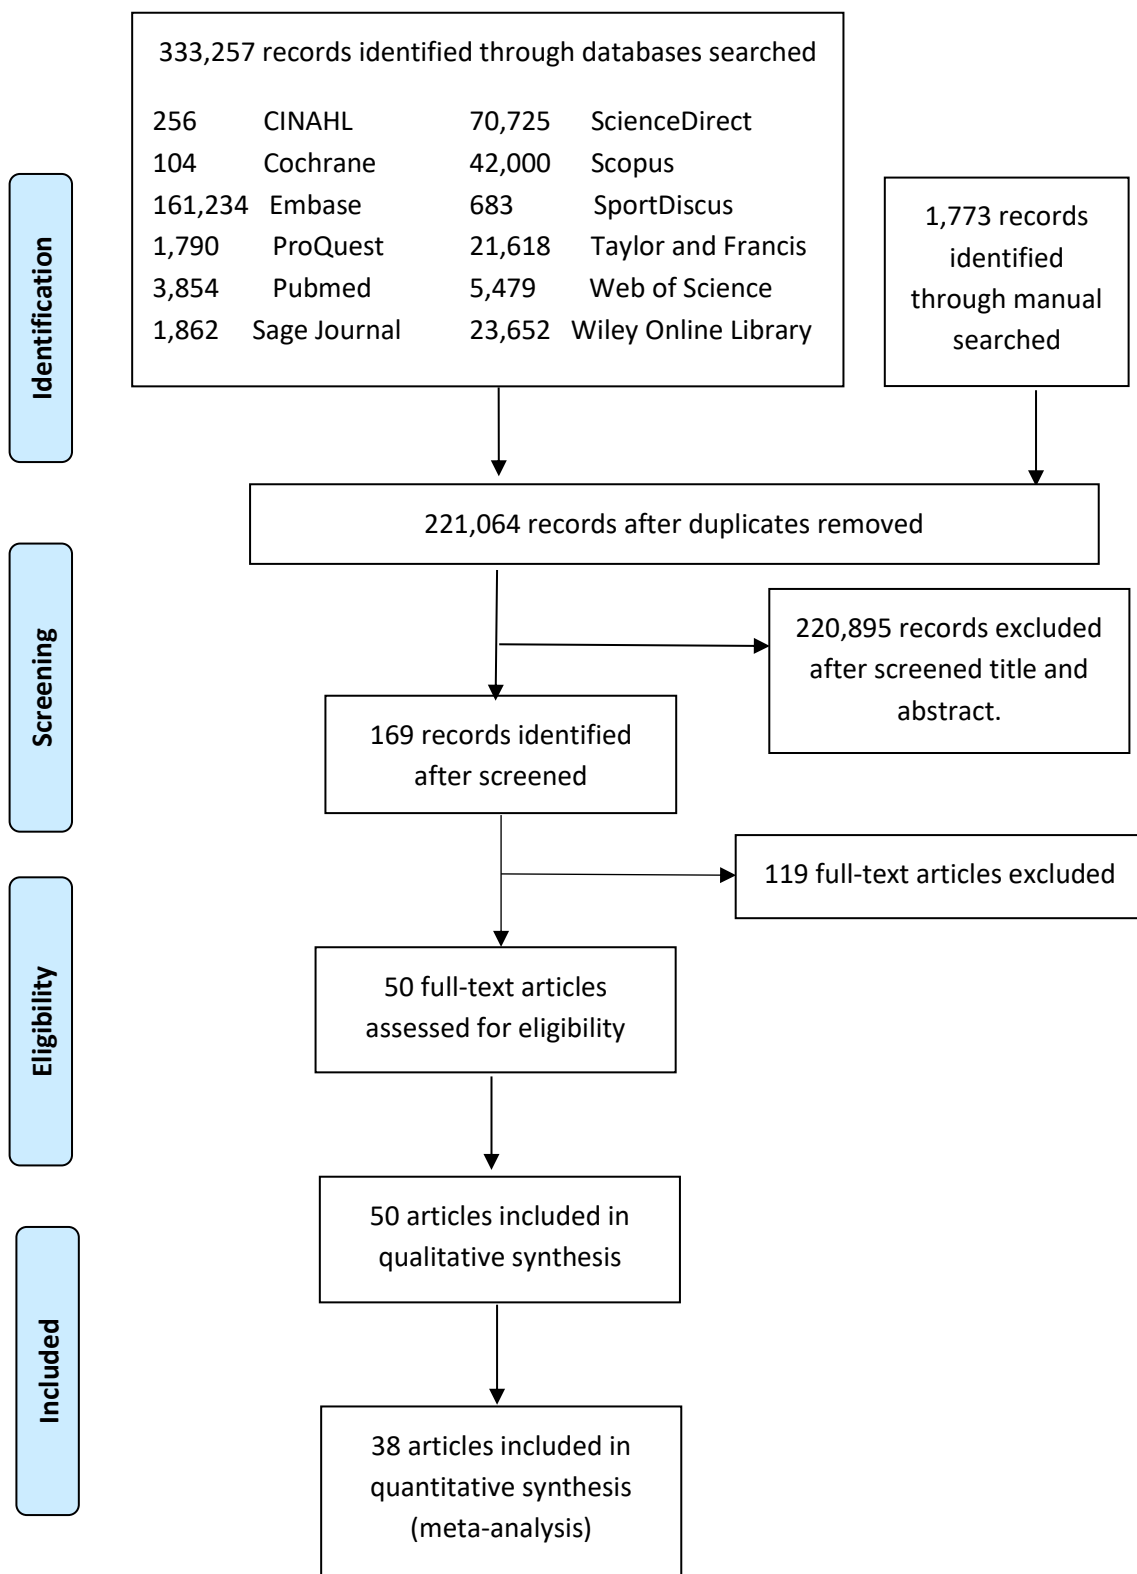 333,257 records identified through databases searched
256 CINAHL 70,725 ScienceDirect
104 Cochrane 42,000 Scopus
161,234 Embase 683 SportDiscus
1,790 ProQuest 21,618 Taylor and Francis
3,854 Pubmed 5,479 Web of Science
1,862 Sage Journal 23,652 Wiley Online Library
1,773 records
identified
through manual
searched
Identification
221,064 records after duplicates removed
Screening
220,895 records excluded
after screened title and
abstract.
169 records identified
after screened
119 full-text articles excluded
Eligibility
50 full-text articles
assessed for eligibility
50 articles included in
qualitative synthesis
Included
38 articles included in
quantitative synthesis
(meta-analysis)